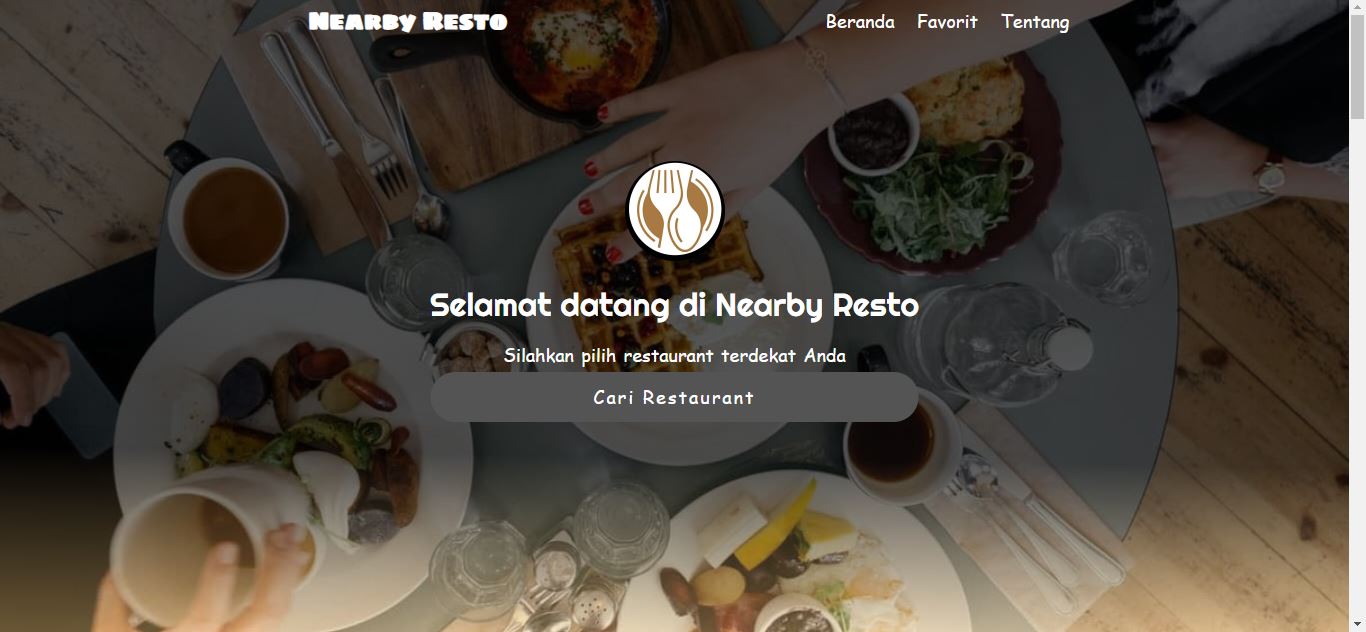 Nearby Resto
Beranda Favorit Tentang
Selamat datang di Nearby Resto
Silahkan pilih restaurant terdekat Anda
Cari Restaurant